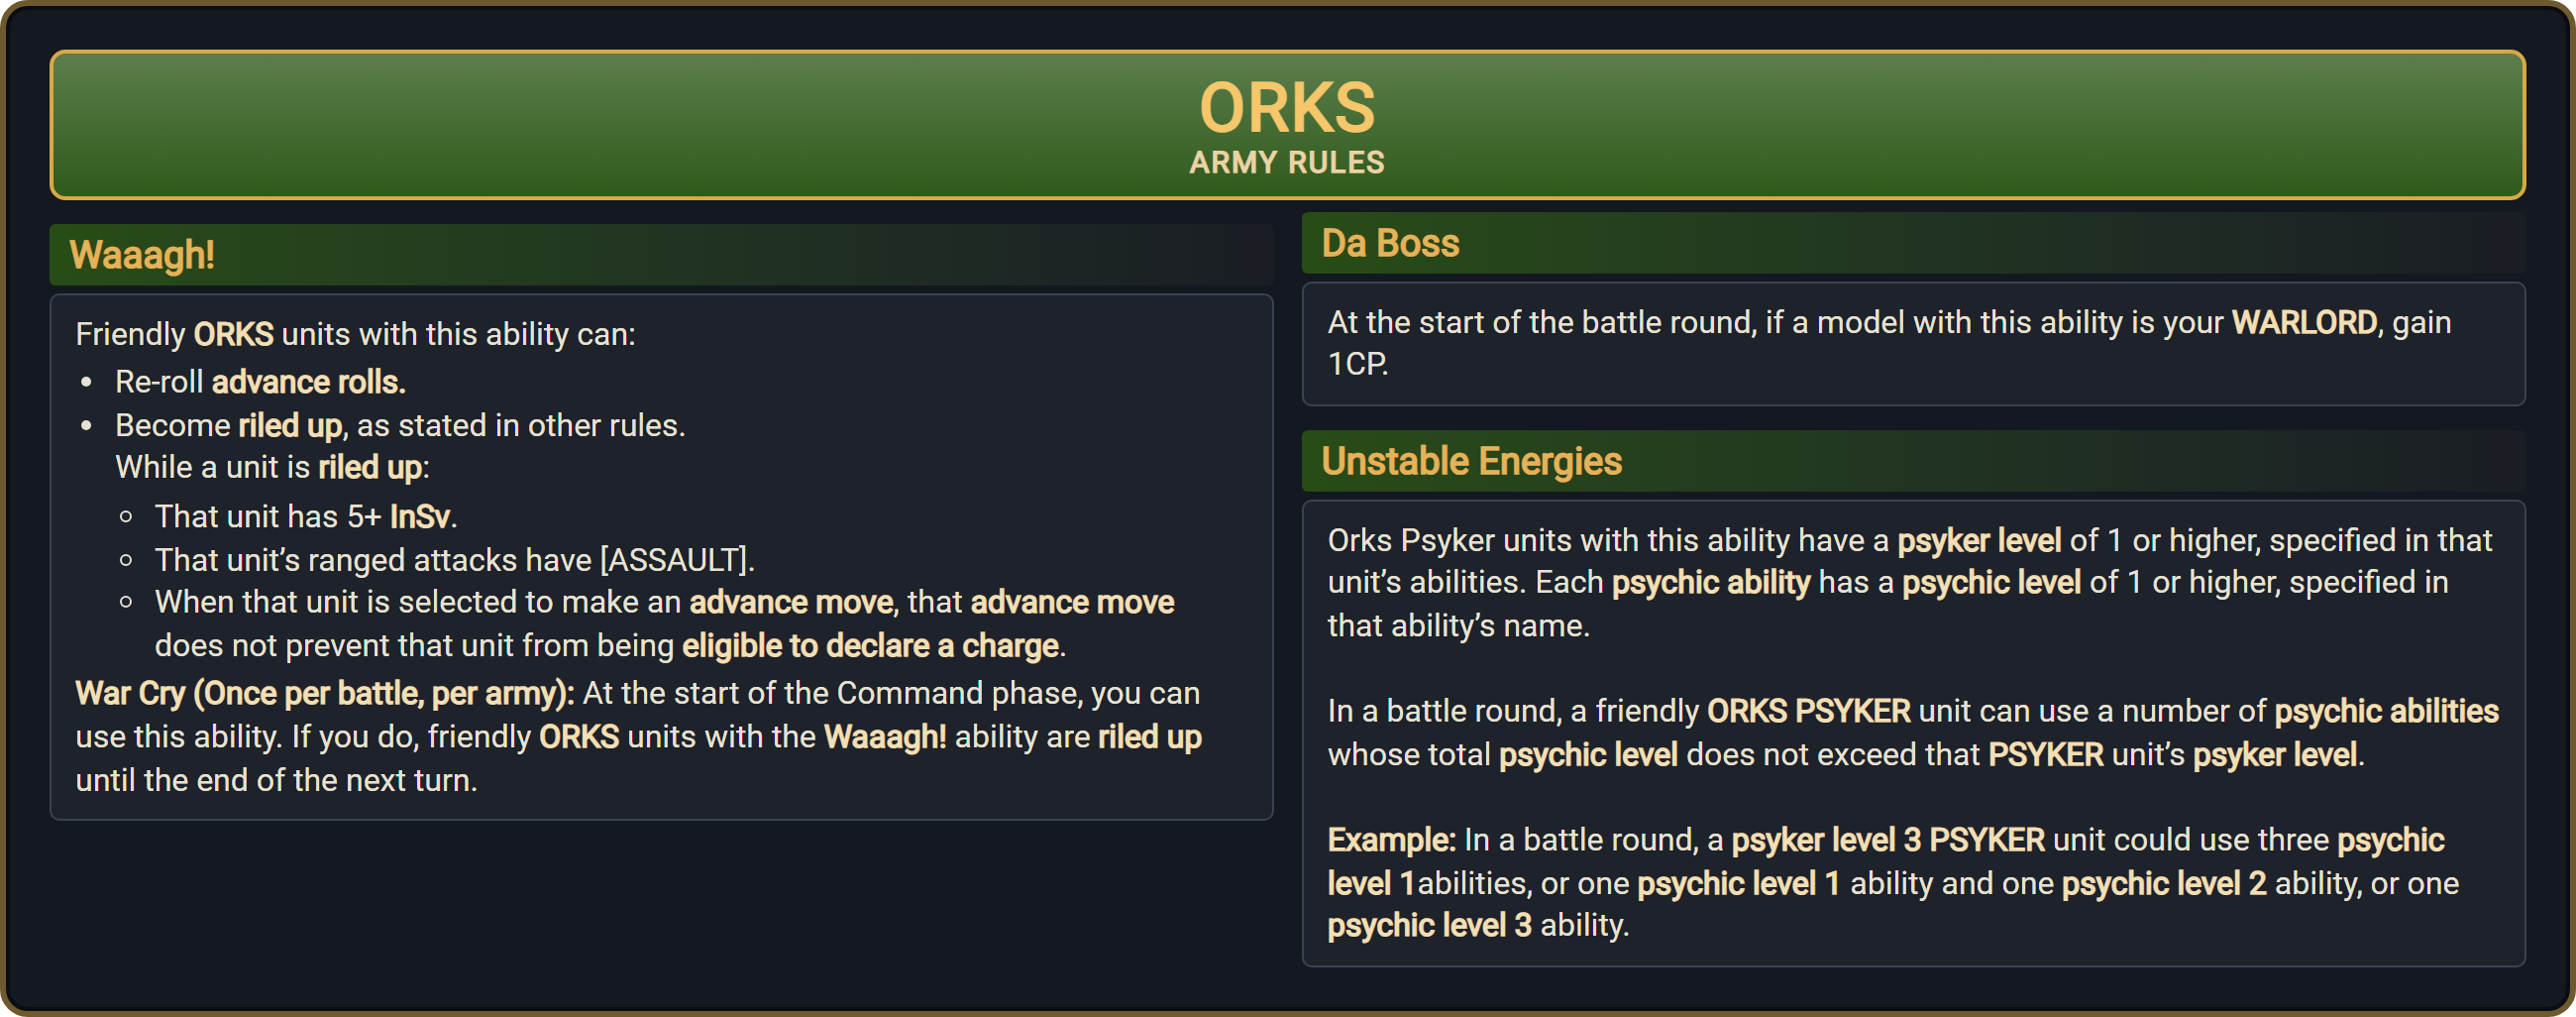 ORKS
ARMY RULES
Waaagh!
Friendly ORKS units with this ability can:
• Re-roll advance rolls.
• Become riled up, as stated in other rules.
While a unit is riled up:
○ That unit has 5+ InSv.
○ That unit’s ranged attacks have [ASSAULT].
○ When that unit is selected to make an advance move, that advance move
does not prevent that unit from being eligible to declare a charge.
War Cry (Once per battle, per army): At the start of the Command phase, you can
use this ability. If you do, friendly ORKS units with the Waaagh! ability are riled up
until the end of the next turn.
Da Boss
At the start of the battle round, if a model with this ability is your WARLORD, gain
1CP.
Unstable Energies
Orks Psyker units with this ability have a psyker level of 1 or higher, specified in that
unit’s abilities. Each psychic ability has a psychic level of 1 or higher, specified in
that ability’s name.
In a battle round, a friendly ORKS PSYKER unit can use a number of psychic abilities
whose total psychic level does not exceed that PSYKER unit’s psyker level.
Example: In a battle round, a psyker level 3 PSYKER unit could use three psychic
level 1abilities, or one psychic level 1 ability and one psychic level 2 ability, or one
psychic level 3 ability.